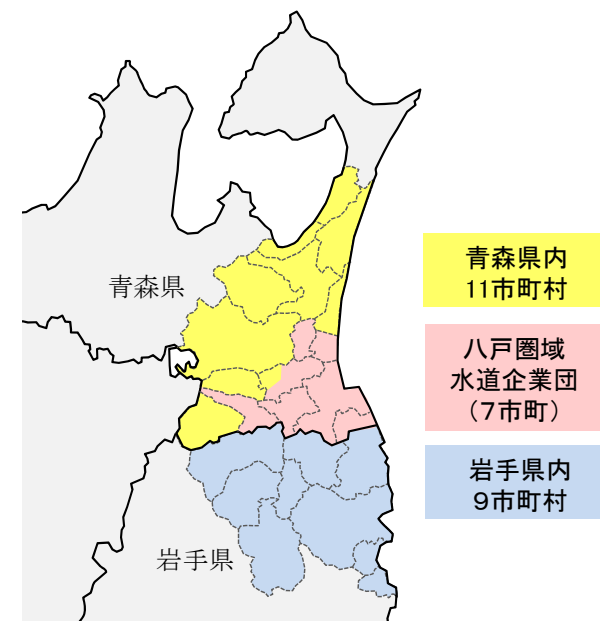 青森県
青森県内
11市町村
八戸圏域
水道企業団
（7市町）
岩手県内
9市町村
岩手県